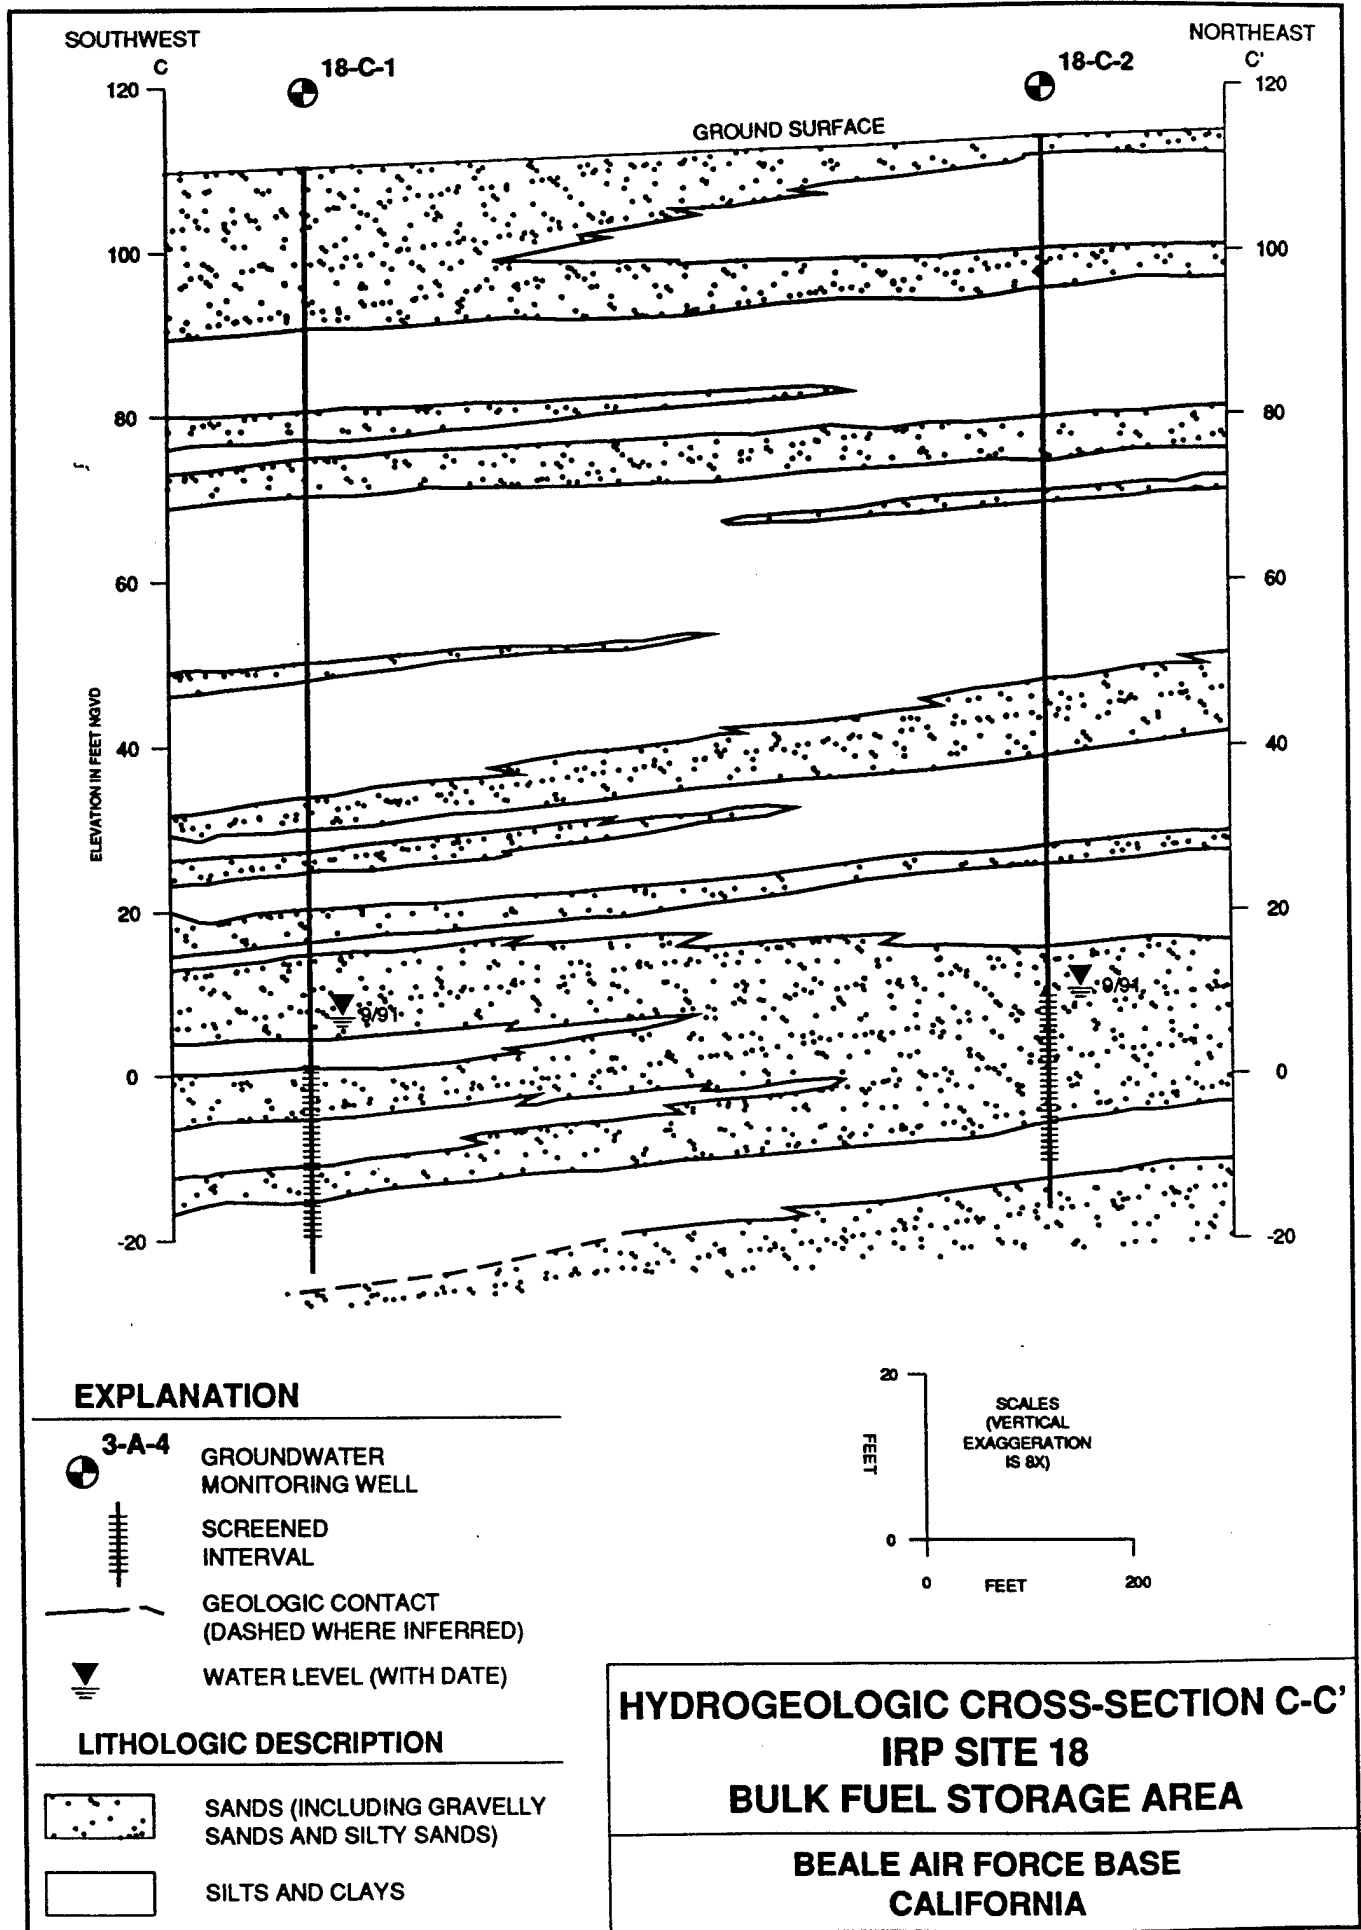 SOUTHWEST
C
NORTHEAST
C'
18-C-1
18-C-2
120
120
GROUND SURFACE
100
100
80
80
60
60
40
40
20
20
0
0
-20
-20
ELEVATION IN FEET NGVD
9/91
9/91
EXPLANATION
3-A-4
GROUNDWATER
MONITORING WELL
SCREENED
INTERVAL
GEOLOGIC CONTACT
(DASHED WHERE INFERRED)
WATER LEVEL (WITH DATE)
LITHOLOGIC DESCRIPTION
SANDS (INCLUDING GRAVELLY
SANDS AND SILTY SANDS)
SILTS AND CLAYS
20
FEET
0
SCALES
(VERTICAL
EXAGGERATION
IS 8X)
0
FEET
200
HYDROGEOLOGIC CROSS-SECTION C-C'
IRP SITE 18
BULK FUEL STORAGE AREA
BEALE AIR FORCE BASE
CALIFORNIA